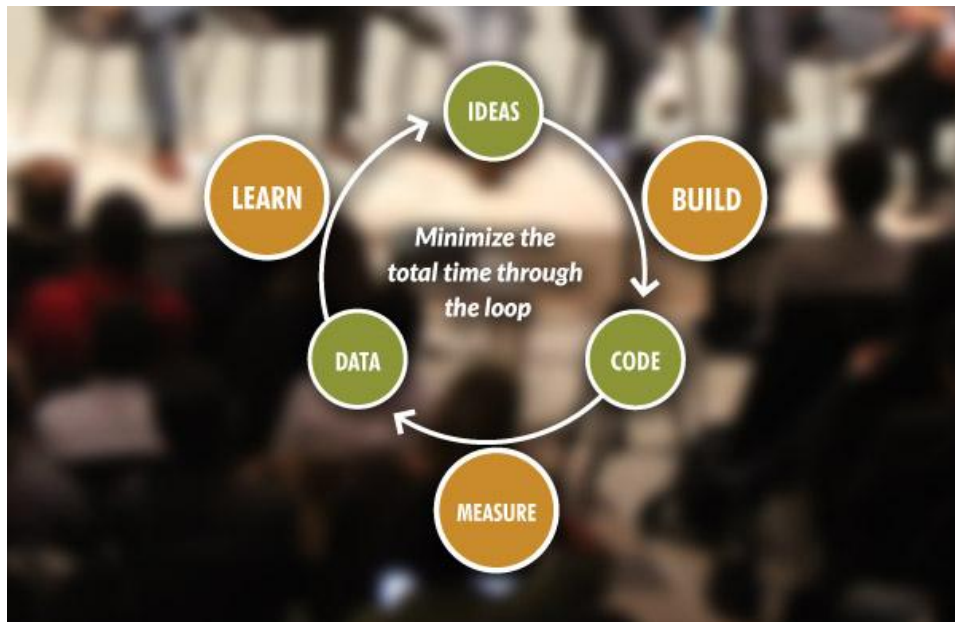 IDEAS
BUILD
LEARN
Minimize the
total time through
the loop
DATA
CODE
MEASURE